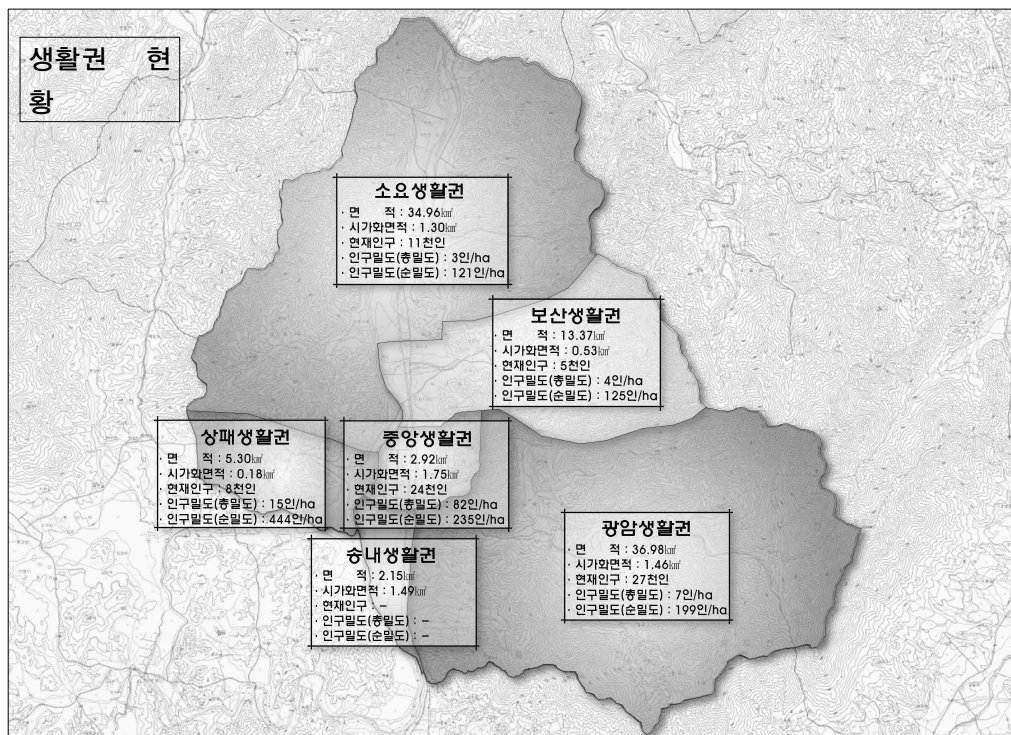 생활권 현
황
소요생활권
· 면 적 : 34.96㎢
· 시가화면적 : 1.30㎢
· 현재인구 : 11천인
· 인구밀도(총밀도) : 3인/ha
· 인구밀도(순밀도) : 121인/ha
보산생활권
· 면 적 : 13.37㎢
· 시가화면적 : 0.53㎢
· 현재인구 : 5천인
· 인구밀도(총밀도) : 4인/ha
· 인구밀도(순밀도) : 125인/ha
상패생활권
· 면 적 : 5.30㎢
· 시가화면적 : 0.18㎢
· 현재인구 : 8천인
· 인구밀도(총밀도) : 15인/ha
· 인구밀도(순밀도) : 444인/ha
중앙생활권
· 면 적 : 2.92㎢
· 시가화면적 : 1.75㎢
· 현재인구 : 24천인
· 인구밀도(총밀도) : 82인/ha
· 인구밀도(순밀도) : 235인/ha
광암생활권
· 면 적 : 36.98㎢
· 시가화면적 : 1.46㎢
· 현재인구 : 27천인
· 인구밀도(총밀도) : 7인/ha
· 인구밀도(순밀도) : 199인/ha
송내생활권
· 면 적 : 2.15㎢
· 시가화면적 : 1.49㎢
· 현재인구 : -
· 인구밀도(총밀도) : -
· 인구밀도(순밀도) : -